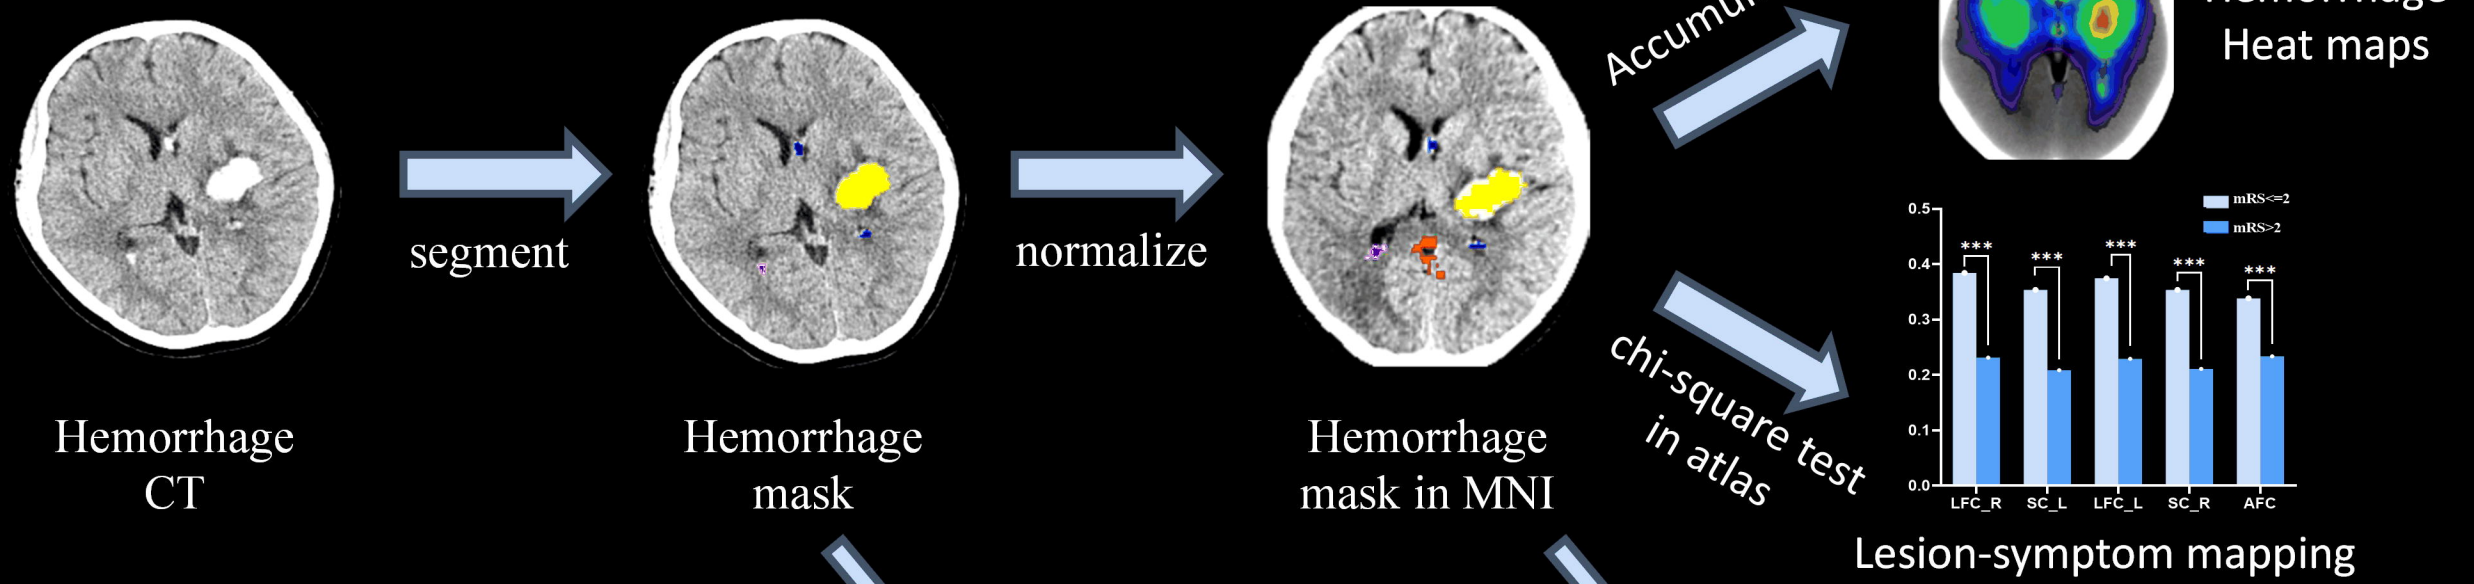 Heat maps
segment
normalize
Hemorrhage
CT
Hemorrhage
mask
Hemorrhage
mask in MNI
chi-square test
in atlas
mRS<=2
mRS>2
0.5
0.4
0.3
0.2
0.1
0.0
***
***
***
***
***
LFC_R
SC_L
LFC_L
SC_R
AFC
Lesion-symptom mapping